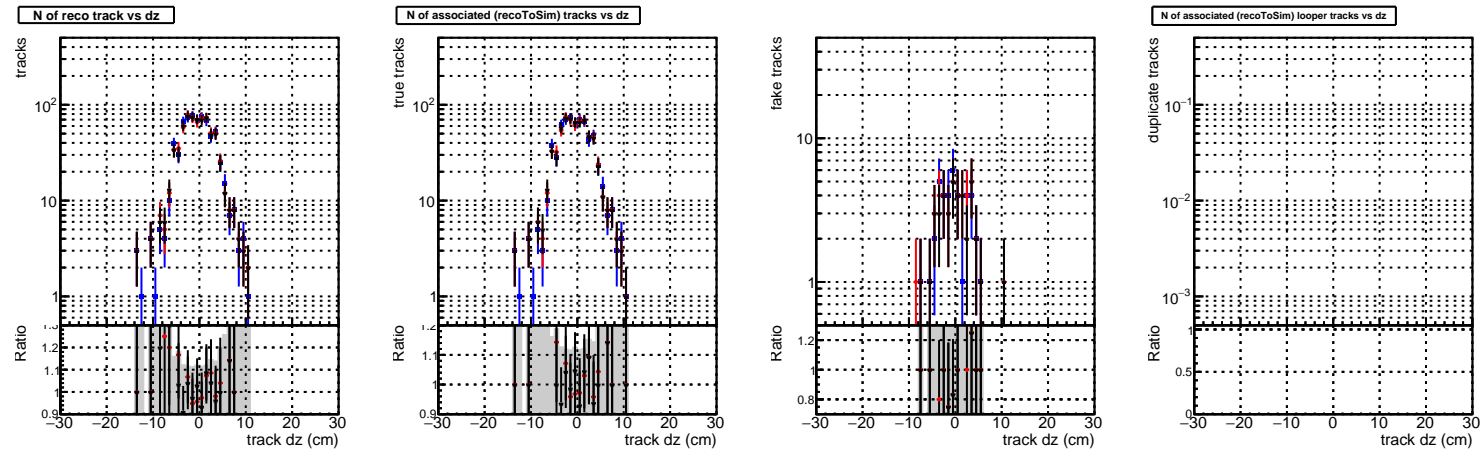 N of reco track vs dz
N of associated (recoToSim) tracks vs dz
N of associated (recoToSim) looper tracks vs dz
tracks
10²
10
1
Ratio
1.3
1.2
1.1
1
0.9
−30 −20 −10 0 10 20 30
track dz (cm)
true tracks
10²
10
1
Ratio
1.2
1.1
1
0.9
−30 −20 −10 0 10 20 30
track dz (cm)
fake tracks
10
1
Ratio
1.2
1
0.8
−30 −20 −10 0 10 20 30
track dz (cm)
duplicate tracks
10⁻¹
10⁻²
10⁻³
Ratio
1
0.5
0
−30 −20 −10 0 10 20 30
track dz (cm)